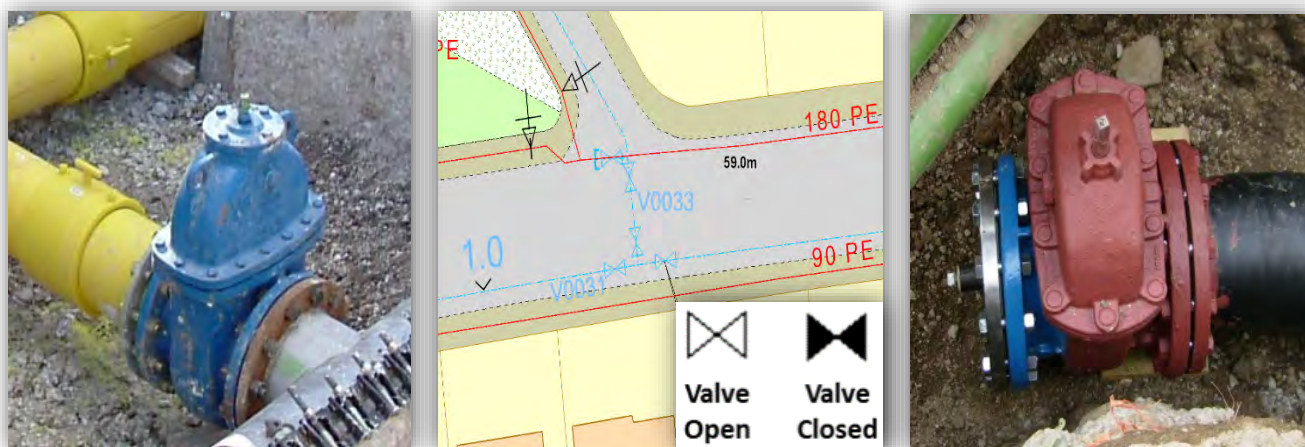 PE
180 PE
59.0m
V0033
1.0
V0031
90 PE
Valve
Open
Valve
Closed